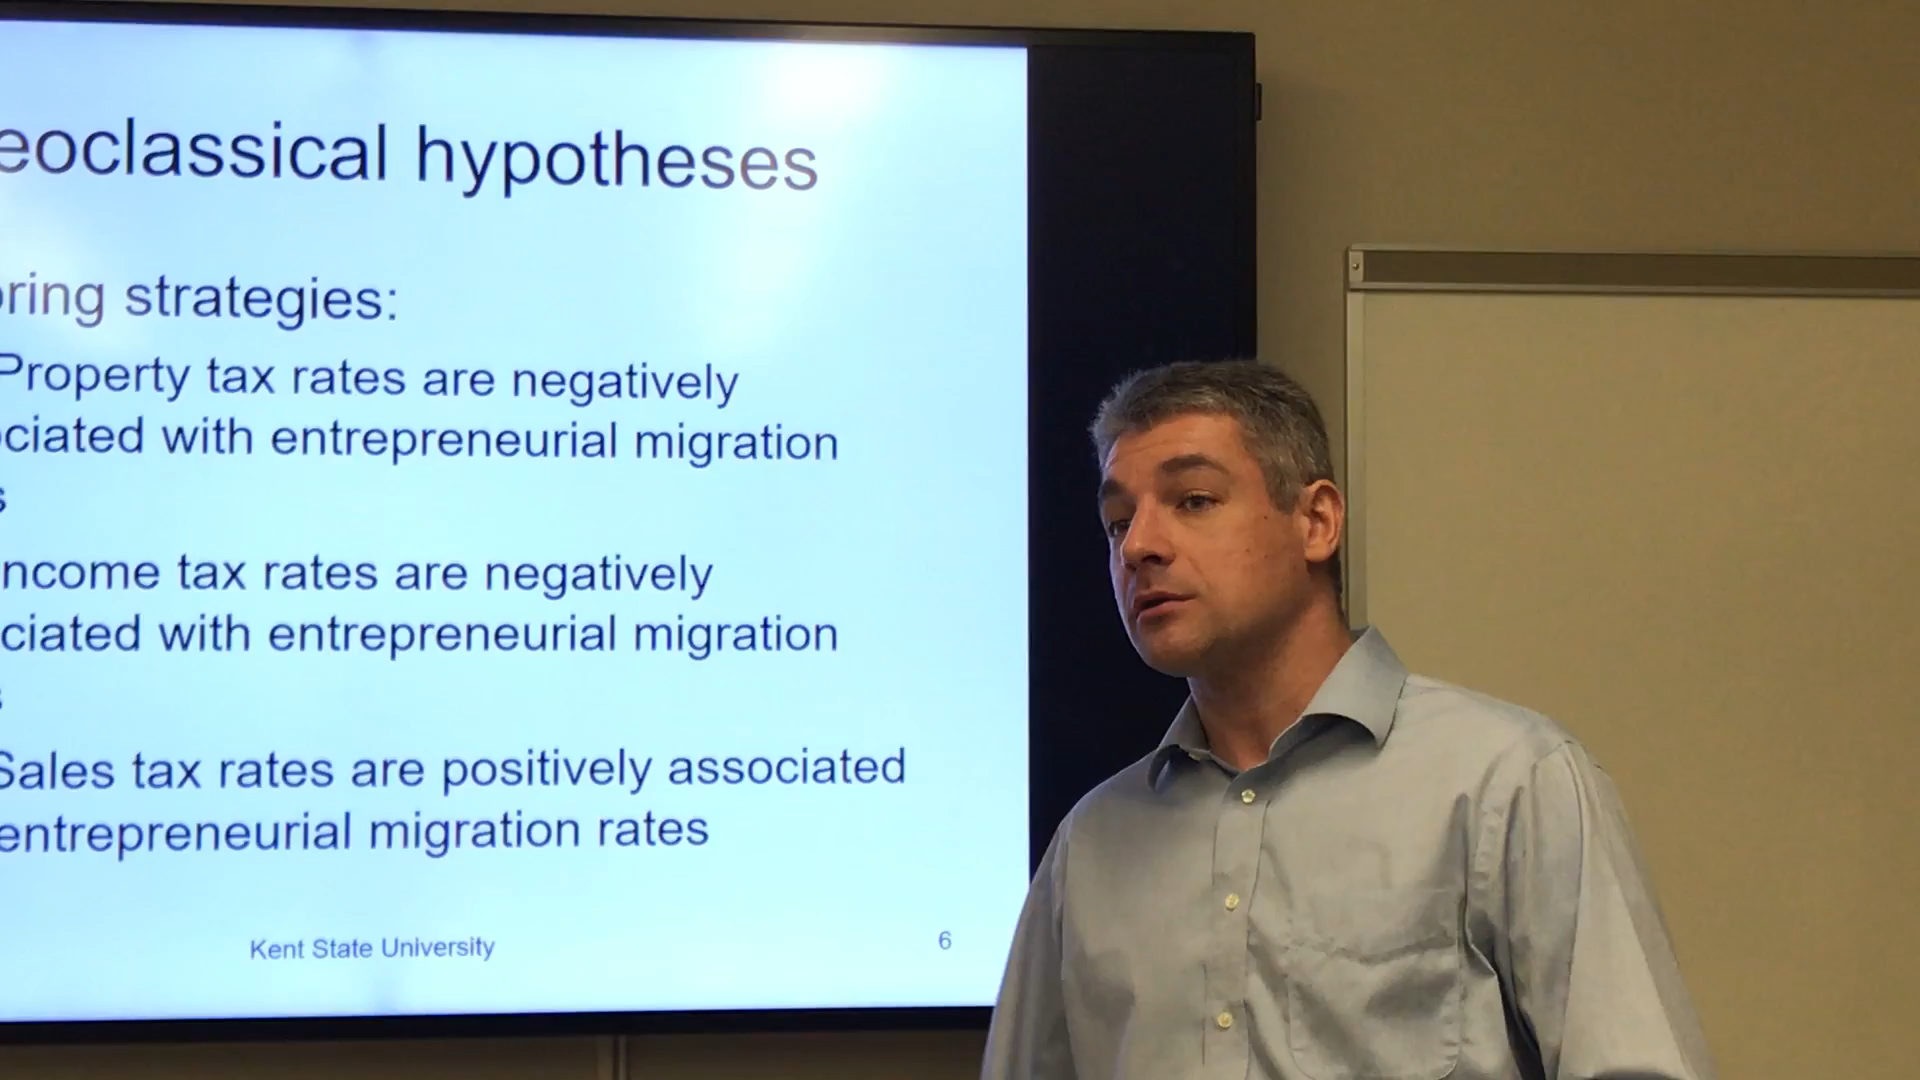 eoclassical hypotheses
ring strategies:
Property tax rates are negatively
ciated with entrepreneurial migration
s
ncome tax rates are negatively
ciated with entrepreneurial migration
Sales tax rates are positively associated
entrepreneurial migration rates
Kent State University
6